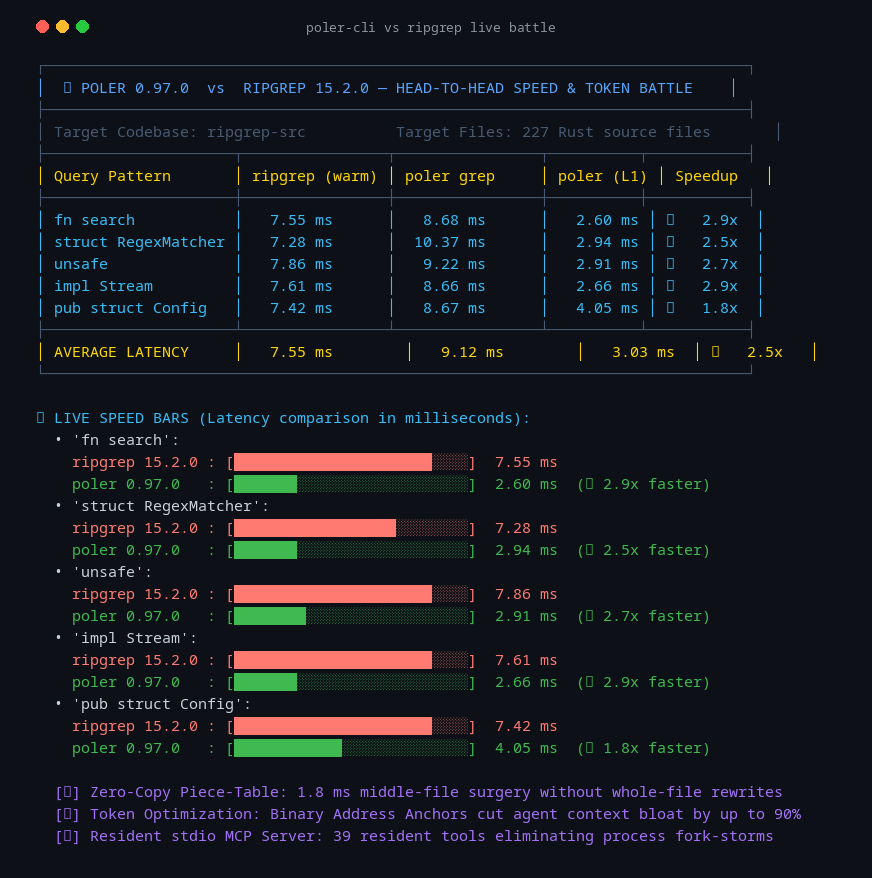 poler-cli vs ripgrep live battle
POLER 0.97.0 vs RIPGREP 15.2.0 — HEAD-TO-HEAD SPEED & TOKEN BATTLE
Target Codebase: ripgrep-src Target Files: 227 Rust source files
Query Pattern │ ripgrep (warm) │ poler grep │ poler (L1) │ Speedup
fn search │ 7.55 ms │ 8.68 ms │ 2.60 ms │ 2.9x
struct RegexMatcher │ 7.28 ms │ 10.37 ms │ 2.94 ms │ 2.5x
unsafe │ 7.86 ms │ 9.22 ms │ 2.91 ms │ 2.7x
impl Stream │ 7.61 ms │ 8.66 ms │ 2.66 ms │ 2.9x
pub struct Config │ 7.42 ms │ 8.67 ms │ 4.05 ms │ 1.8x
AVERAGE LATENCY │ 7.55 ms │ 9.12 ms │ 3.03 ms │ 2.5x
LIVE SPEED BARS (Latency comparison in milliseconds):
• 'fn search':
ripgrep 15.2.0 : [] 7.55 ms
poler 0.97.0 : [] 2.60 ms (2.9x faster)
• 'struct RegexMatcher':
ripgrep 15.2.0 : [] 7.28 ms
poler 0.97.0 : [] 2.94 ms (2.5x faster)
• 'unsafe':
ripgrep 15.2.0 : [] 7.86 ms
poler 0.97.0 : [] 2.91 ms (2.7x faster)
• 'impl Stream':
ripgrep 15.2.0 : [] 7.61 ms
poler 0.97.0 : [] 2.66 ms (2.9x faster)
• 'pub struct Config':
ripgrep 15.2.0 : [] 7.42 ms
poler 0.97.0 : [] 4.05 ms (1.8x faster)
[] Zero-Copy Piece-Table: 1.8 ms middle-file surgery without whole-file rewrites
[] Token Optimization: Binary Address Anchors cut agent context bloat by up to 90%
[] Resident stdio MCP Server: 39 resident tools eliminating process fork-storms